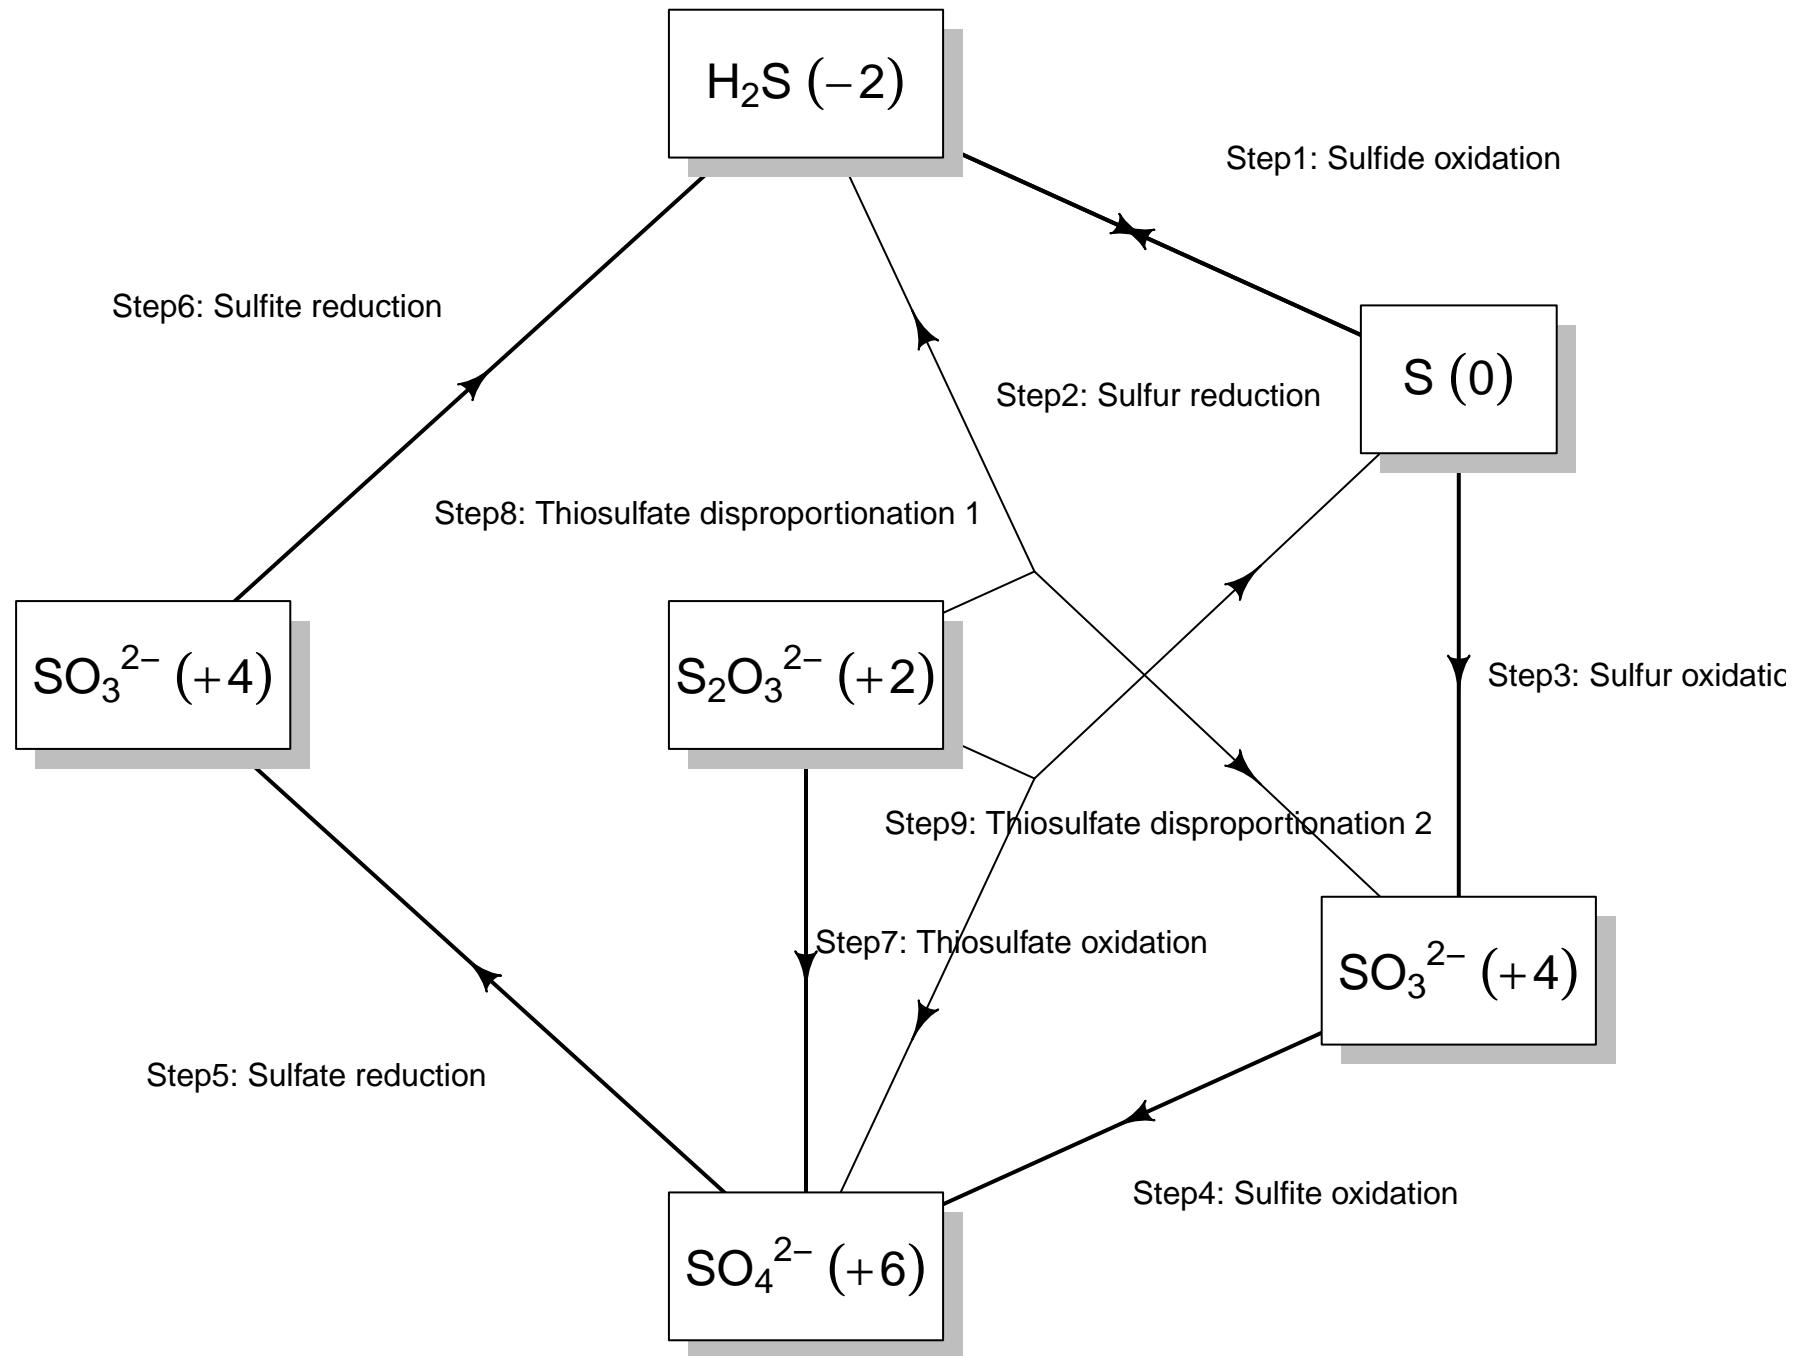 H₂S (−2)
Step1: Sulfide oxidation
Step6: Sulfite reduction
S (0)
Step2: Sulfur reduction
Step8: Thiosulfate disproportionation 1
SO₃²⁻ (+4)
S₂O₃²⁻ (+2)
Step3: Sulfur oxidatic
Step9: Thiosulfate disproportionation 2
Step7: Thiosulfate oxidation
SO₃²⁻ (+4)
Step5: Sulfate reduction
Step4: Sulfite oxidation
SO₄²⁻ (+6)